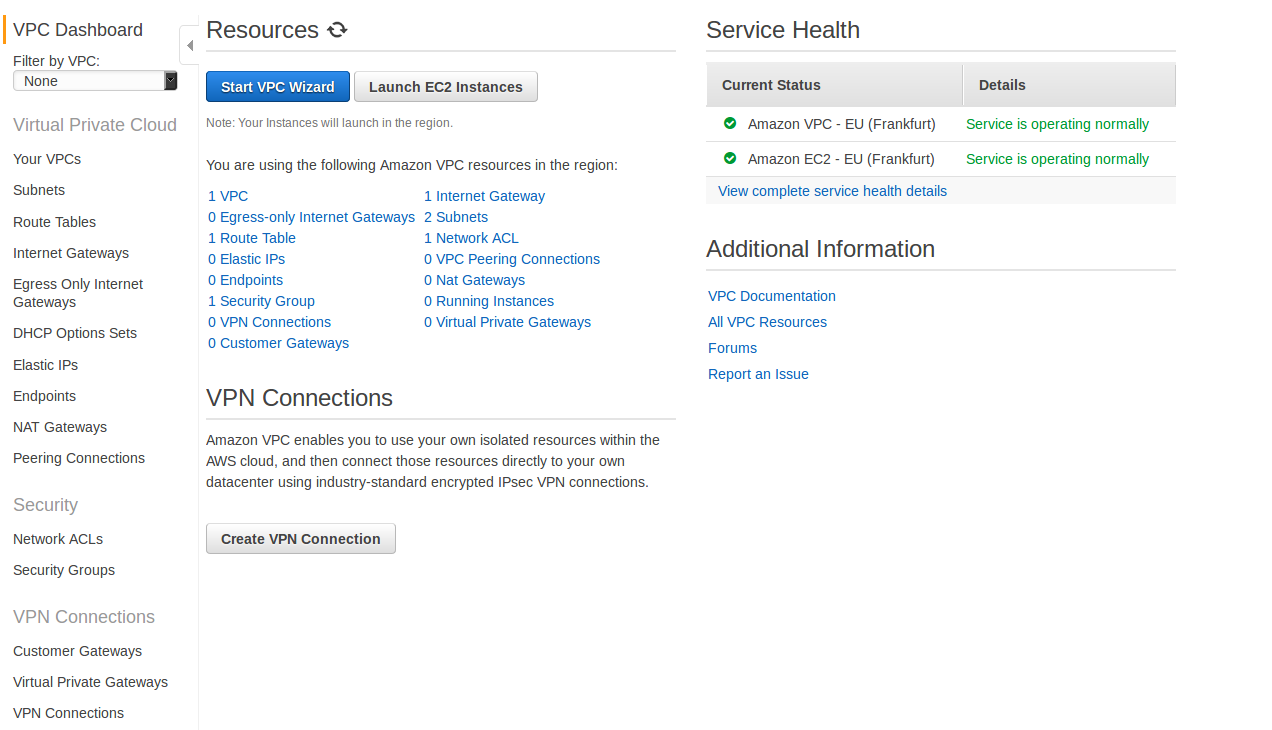 VPC Dashboard
Filter by VPC:
None
Virtual Private Cloud
Your VPCs
Subnets
Route Tables
Internet Gateways
Egress Only Internet
Gateways
DHCP Options Sets
Elastic IPs
Endpoints
NAT Gateways
Peering Connections
Security
Network ACLs
Security Groups
VPN Connections
Customer Gateways
Virtual Private Gateways
VPN Connections
Resources
Start VPC Wizard
Launch EC2 Instances
Note: Your Instances will launch in the region.
You are using the following Amazon VPC resources in the region:
1 VPC
1 Internet Gateway
0 Egress-only Internet Gateways
2 Subnets
1 Route Table
1 Network ACL
0 Elastic IPs
0 VPC Peering Connections
0 Endpoints
0 Nat Gateways
1 Security Group
0 Running Instances
0 VPN Connections
0 Virtual Private Gateways
0 Customer Gateways
VPN Connections
Amazon VPC enables you to use your own isolated resources within the
AWS cloud, and then connect those resources directly to your own
datacenter using industry-standard encrypted IPsec VPN connections.
Create VPN Connection
Service Health
Current Status
Details
Amazon VPC - EU (Frankfurt)
Service is operating normally
Amazon EC2 - EU (Frankfurt)
Service is operating normally
View complete service health details
Additional Information
VPC Documentation
All VPC Resources
Forums
Report an Issue